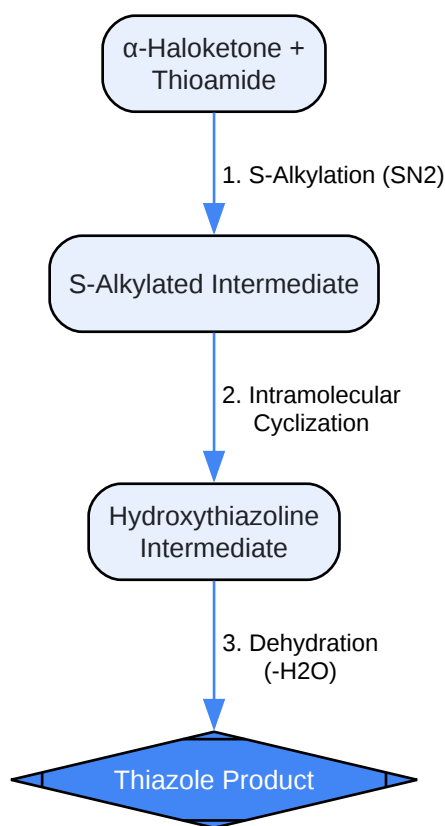 α-Haloketone +
Thioamide
1. S-Alkylation (SN2)
S-Alkylated Intermediate
2. Intramolecular
Cyclization
Hydroxythiazoline
Intermediate
3. Dehydration
(-H2O)
Thiazole Product